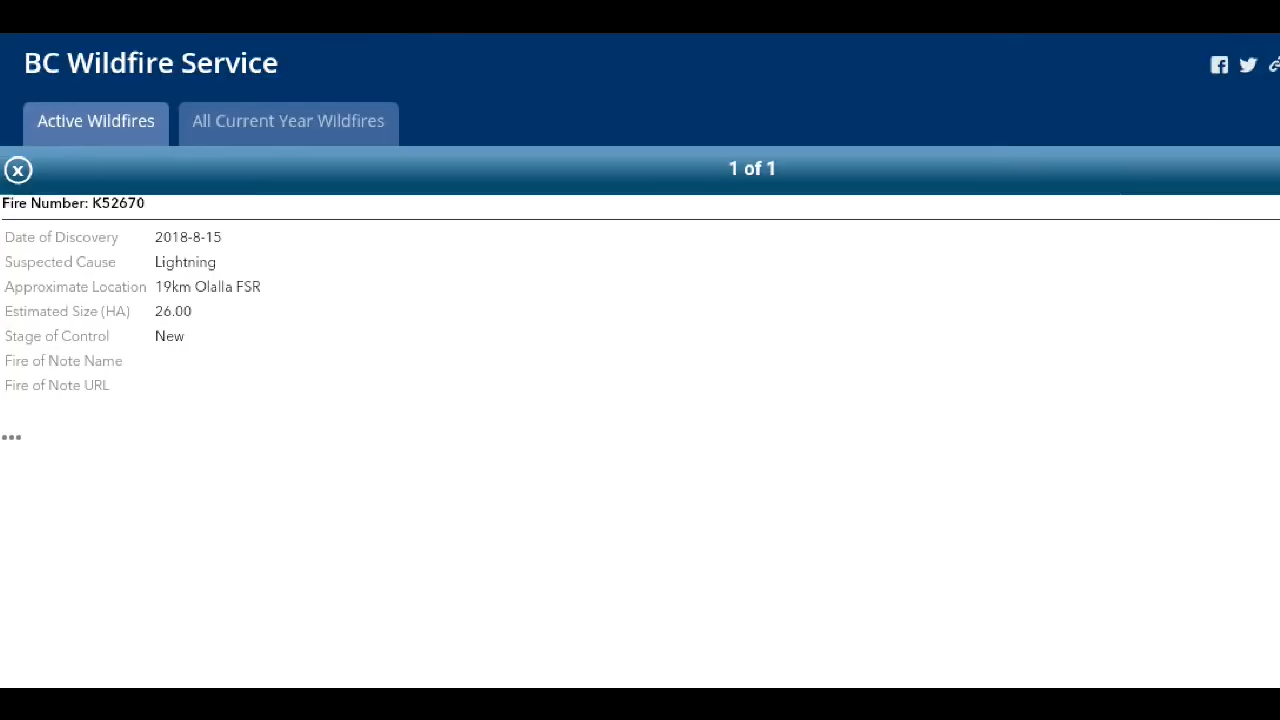 BC Wildfire Service
Active Wildfires
All Current Year Wildfires
x
1 of 1
Fire Number: K52670
Date of Discovery 2018-8-15
Suspected Cause Lightning
Approximate Location 19km Olalla FSR
Estimated Size (HA) 26.00
Stage of Control New
Fire of Note Name
Fire of Note URL
•••